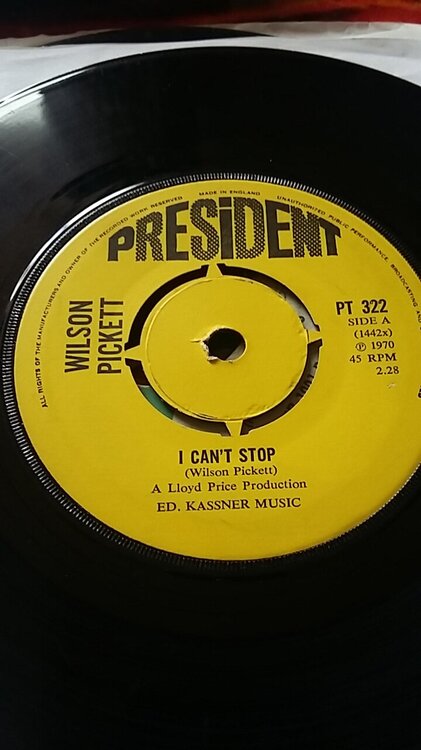 ALL RIGHTS OF THE MANUFACTURERS AND OWNER OF THE RECORDED WORK RESERVED MADE IN ENGLAND UNAUTHORIZED PUBLIC PERFORMANCE, BROADCASTING AND
PRESiDENT
WILSON
PICKETT
PT 322
SIDE A
(1442x)
℗ 1970
45 RPM
2.28
I CAN'T STOP
(Wilson Pickett)
A Lloyd Price Production
ED. KASSNER MUSIC